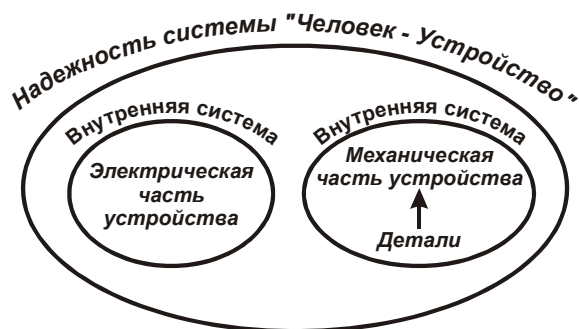 Надежность системы "Человек - Устройство"
Внутренняя система
Электрическая
часть
устройства
Внутренняя система
Механическая
часть устройства
Детали